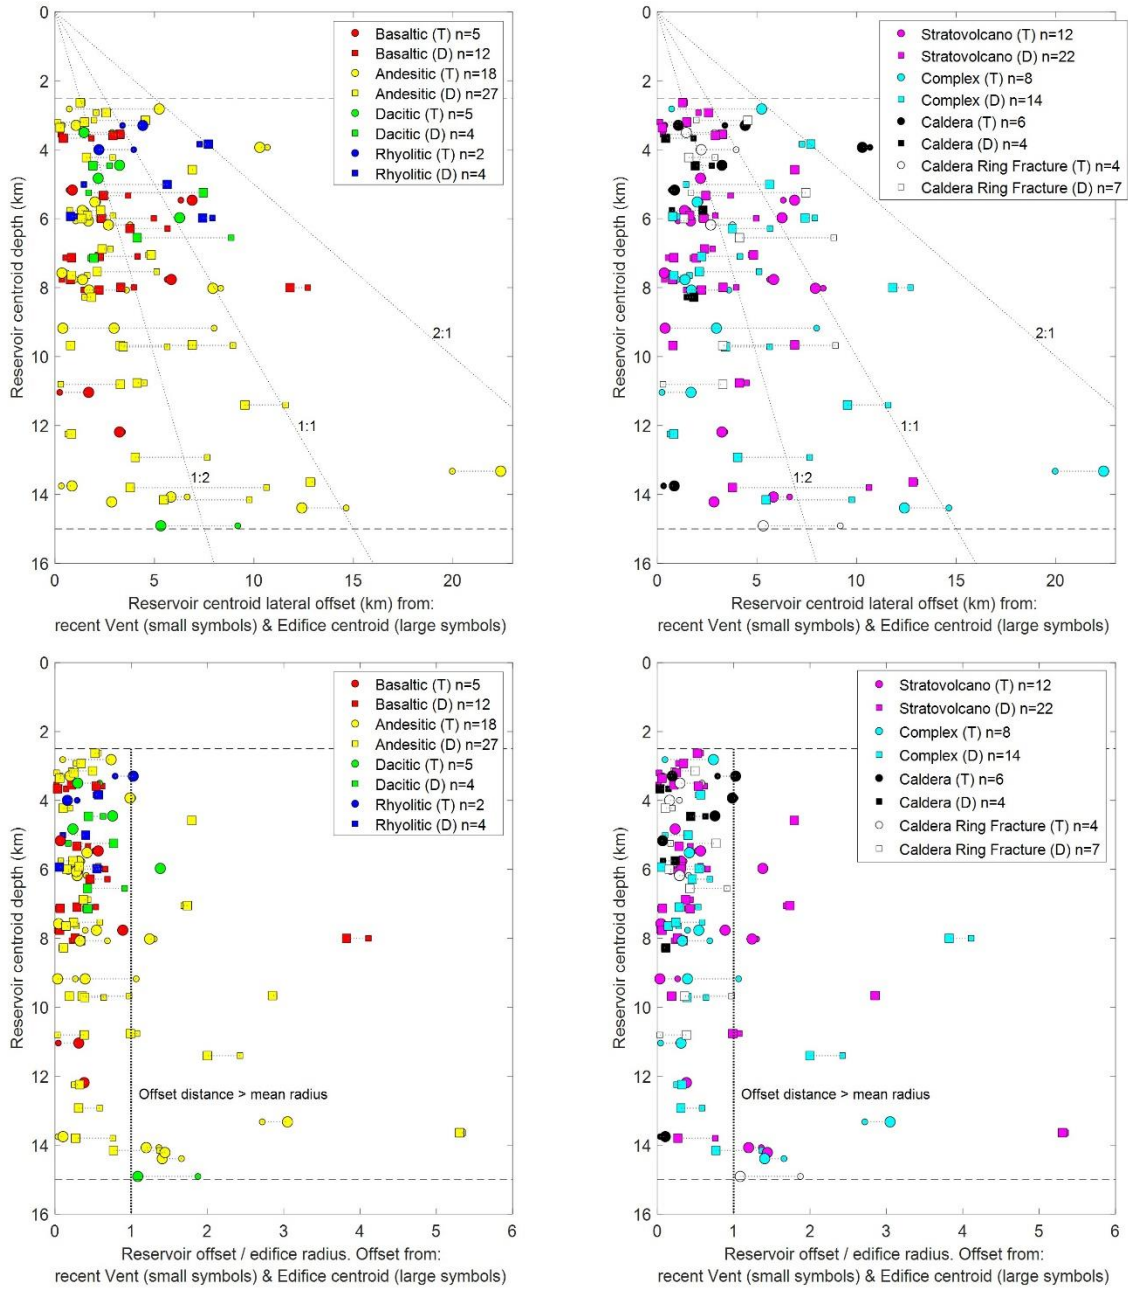 0
2
4
6
8
10
12
14
16
Reservoir centroid depth (km)
Basaltic (T) n=5
Basaltic (D) n=12
Andesitic (T) n=18
Andesitic (D) n=27
Dacitic (T) n=5
Dacitic (D) n=4
Rhyolitic (T) n=2
Rhyolitic (D) n=4
2:1
1:1
1:2
0 5 10 15 20
Reservoir centroid lateral offset (km) from:
recent Vent (small symbols) & Edifice centroid (large symbols)
0
2
4
6
8
10
12
14
16
Reservoir centroid depth (km)
Stratovolcano (T) n=12
Stratovolcano (D) n=22
Complex (T) n=8
Complex (D) n=14
Caldera (T) n=6
Caldera (D) n=4
Caldera Ring Fracture (T) n=4
Caldera Ring Fracture (D) n=7
2:1
1:1
1:2
0 5 10 15 20
Reservoir centroid lateral offset (km) from:
recent Vent (small symbols) & Edifice centroid (large symbols)
0
2
4
6
8
10
12
14
16
Reservoir centroid depth (km)
Basaltic (T) n=5
Basaltic (D) n=12
Andesitic (T) n=18
Andesitic (D) n=27
Dacitic (T) n=5
Dacitic (D) n=4
Rhyolitic (T) n=2
Rhyolitic (D) n=4
Offset distance > mean radius
0 1 2 3 4 5 6
Reservoir offset / edifice radius. Offset from:
recent Vent (small symbols) & Edifice centroid (large symbols)
0
2
4
6
8
10
12
14
16
Reservoir centroid depth (km)
Stratovolcano (T) n=12
Stratovolcano (D) n=22
Complex (T) n=8
Complex (D) n=14
Caldera (T) n=6
Caldera (D) n=4
Caldera Ring Fracture (T) n=4
Caldera Ring Fracture (D) n=7
Offset distance > mean radius
0 1 2 3 4 5 6
Reservoir offset / edifice radius. Offset from:
recent Vent (small symbols) & Edifice centroid (large symbols)